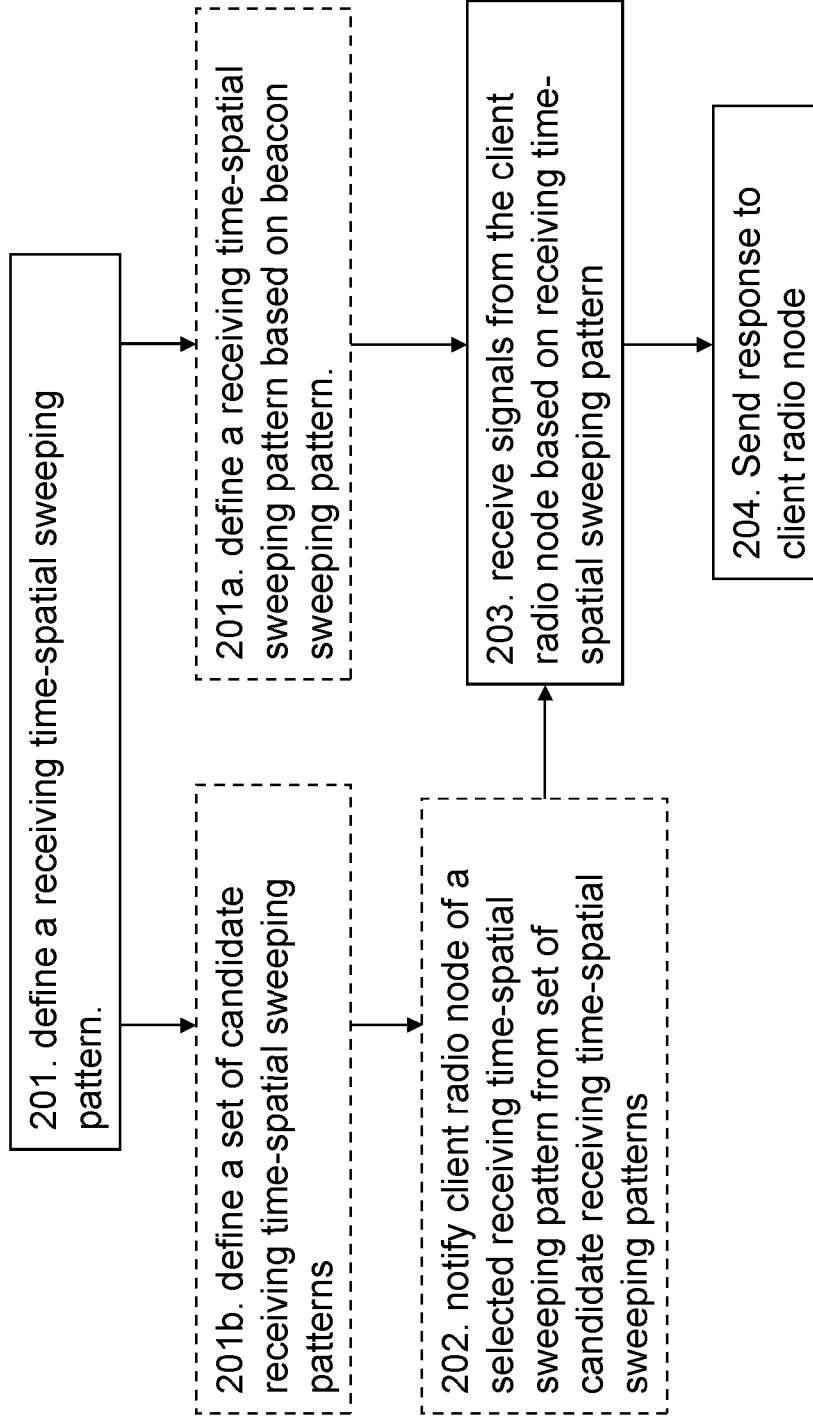 201. define a receiving time-spatial sweeping
pattern.
201b. define a set of candidate
receiving time-spatial sweeping
patterns
201a. define a receiving time-spatial
sweeping pattern based on beacon
sweeping pattern.
202. notify client radio node of a
selected receiving time-spatial
sweeping pattern from set of
candidate receiving time-spatial
sweeping patterns
203. receive signals from the client
radio node based on receiving time-
spatial sweeping pattern
204. Send response to
client radio node